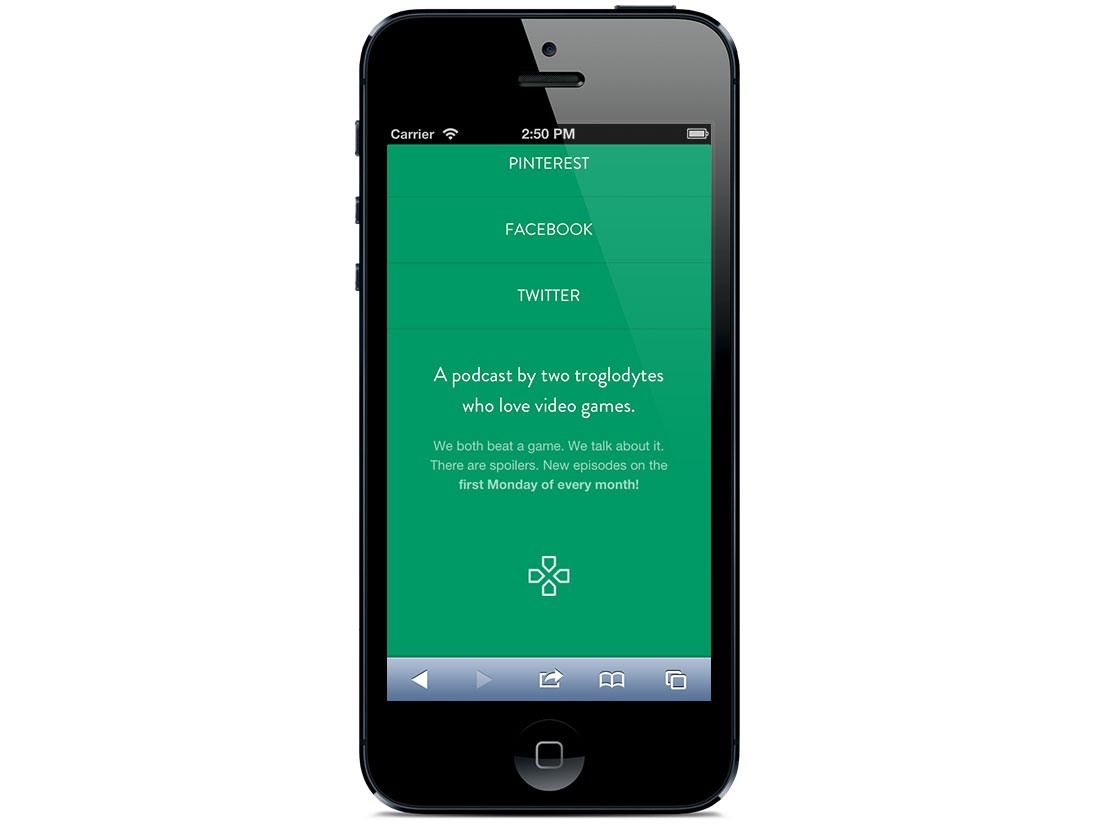 Carrier 2:50 PM
PINTEREST
FACEBOOK
TWITTER
A podcast by two troglodytes
who love video games.
We both beat a game. We talk about it.
There are spoilers. New episodes on the
first Monday of every month!